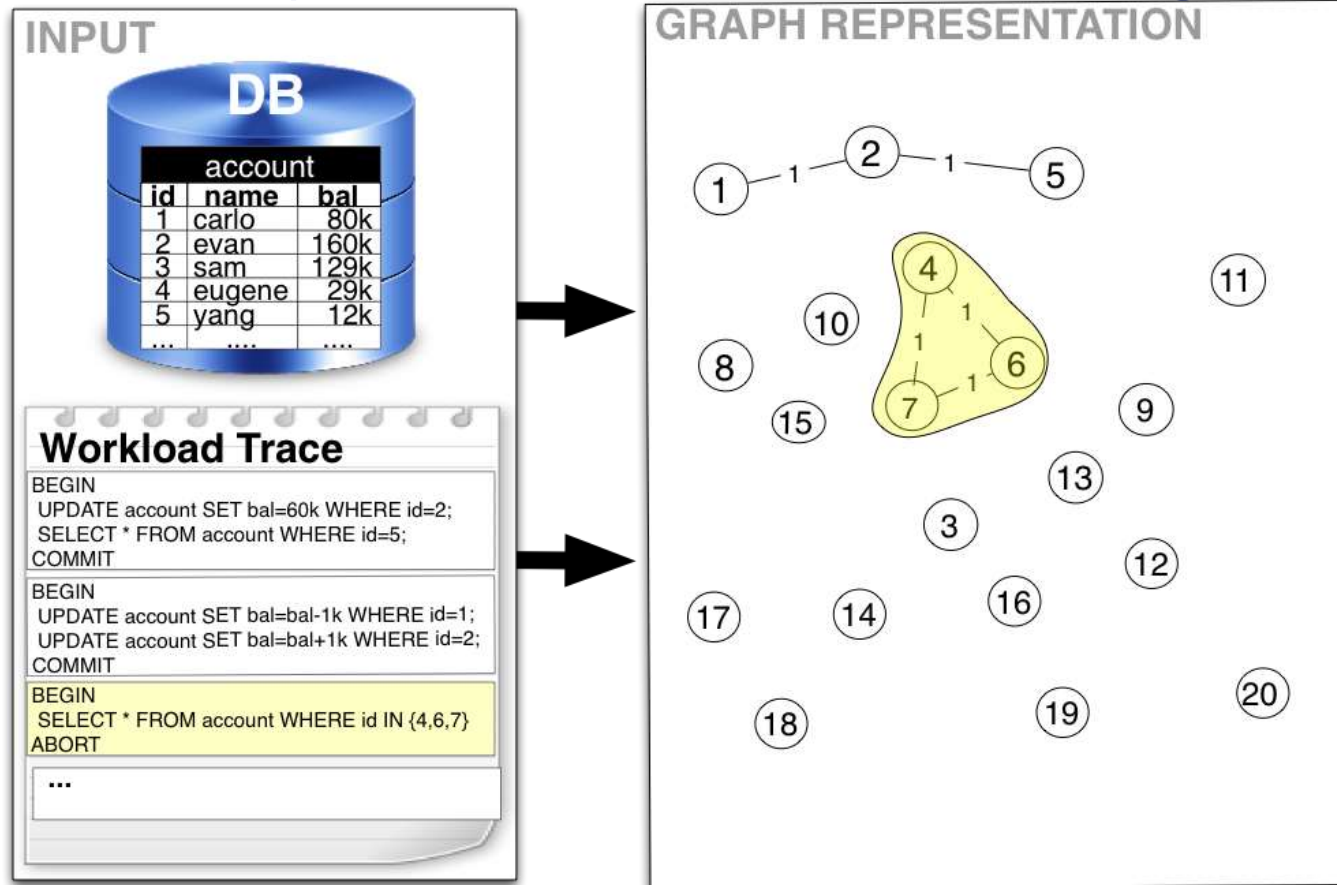 INPUT
DB
account
id name bal
1 carlo 80k
2 evan 160k
3 sam 129k
4 eugene 29k
5 yang 12k
... .... ....
Workload Trace
BEGIN
UPDATE account SET bal=60k WHERE id=2;
SELECT * FROM account WHERE id=5;
COMMIT
BEGIN
UPDATE account SET bal=bal-1k WHERE id=1;
UPDATE account SET bal=bal+1k WHERE id=2;
COMMIT
BEGIN
SELECT * FROM account WHERE id IN {4,6,7}
ABORT
...
GRAPH REPRESENTATION
1 1 2 1 5
4
11
1
10
1
8
6
1
7
9
15
13
3
12
16
17
14
20
19
18